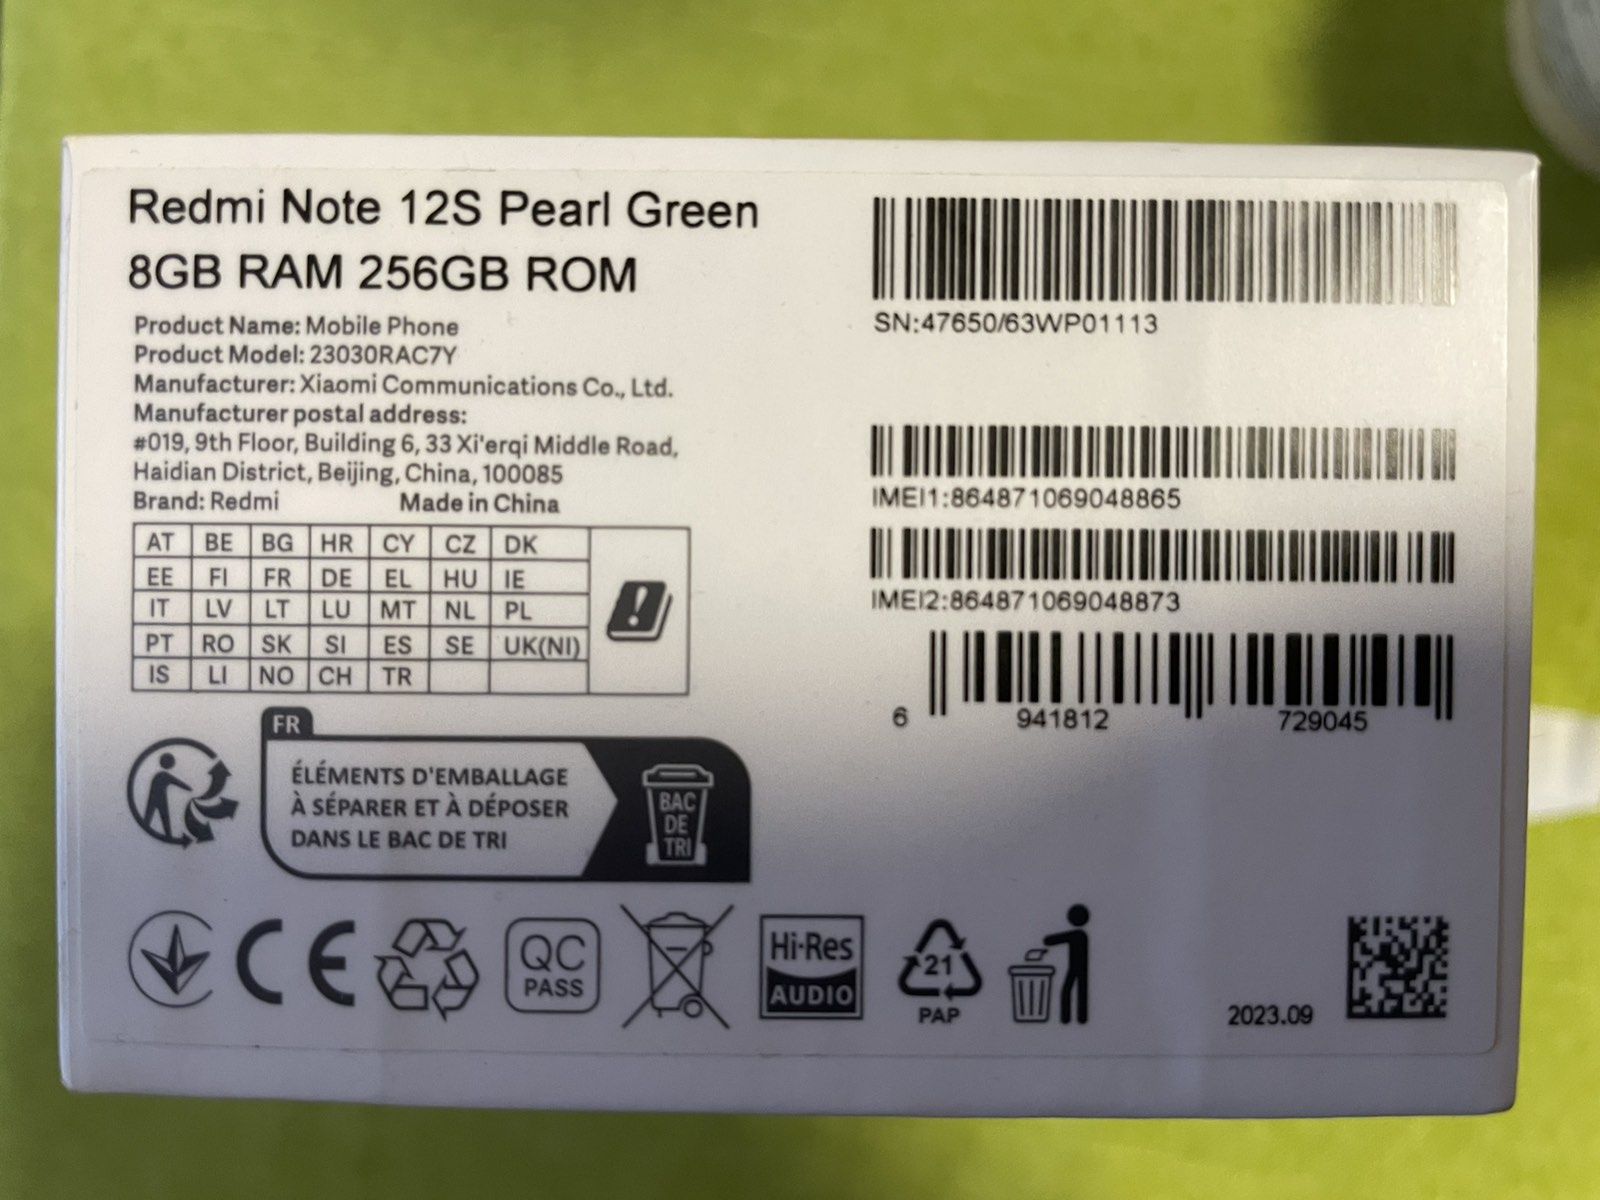 Redmi Note 12S Pearl Green
8GB RAM 256GB ROM
Product Name: Mobile Phone
Product Model: 23030RAC7Y
Manufacturer: Xiaomi Communications Co., Ltd.
Manufacturer postal address:
#019, 9th Floor, Building 6, 33 Xi'erqi Middle Road,
Haidian District, Beijing, China, 100085
Brand: Redmi Made in China
AT BE BG HR CY CZ DK
EE FI FR DE EL HU IE
IT LV LT LU MT NL PL
PT RO SK SI ES SE UK(NI)
IS LI NO CH TR
SN:47650/63WP01113
IMEI1:864871069048865
IMEI2:864871069048873
6 941812 729045
FR
ÉLÉMENTS D'EMBALLAGE
À SÉPARER ET À DÉPOSER
DANS LE BAC DE TRI
BAC
DE
TRI
CE
QC
PASS
Hi-Res
AUDIO
21
PAP
2023.09